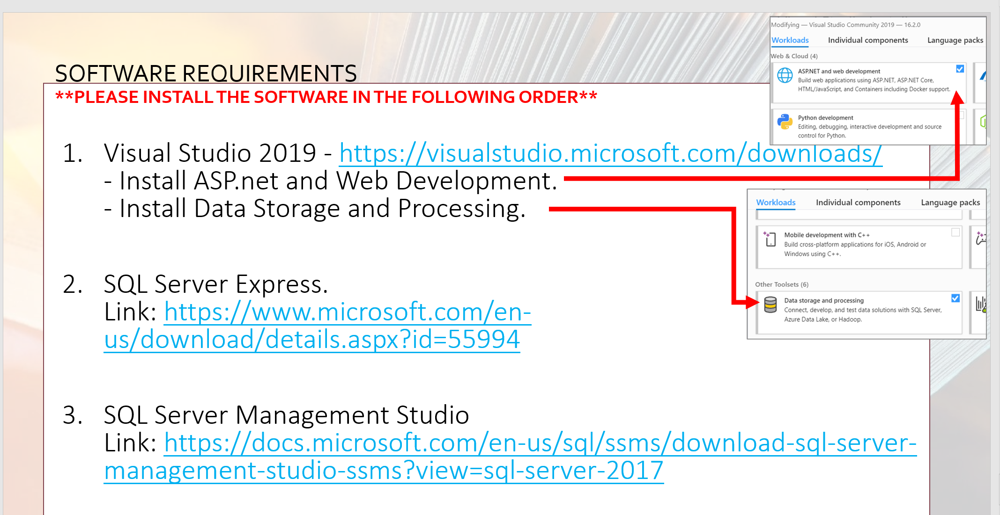 SOFTWARE REQUIREMENTS
**PLEASE INSTALL THE SOFTWARE IN THE FOLLOWING ORDER**
1. Visual Studio 2019 - https://visualstudio.microsoft.com/downloads/
- Install ASP.net and Web Development.
- Install Data Storage and Processing.
2. SQL Server Express.
Link: https://www.microsoft.com/en-
us/download/details.aspx?id=55994
3. SQL Server Management Studio
Link: https://docs.microsoft.com/en-us/sql/ssms/download-sql-server-
management-studio-ssms?view=sql-server-2017
Modifying — Visual Studio Community 2019 — 16.2.0
Workloads Individual components Language packs
Web & Cloud (4)
ASP.NET and web development
Build web applications using ASP.NET, ASP.NET Core,
HTML/JavaScript, and Containers including Docker support.
Python development
Editing, debugging, interactive development and source
control for Python.
Workloads Individual components Language packs
Mobile development with C++
Build cross-platform applications for iOS, Android or
Windows using C++.
Other Toolsets (6)
Data storage and processing
Connect, develop, and test data solutions with SQL Server,
Azure Data Lake, or Hadoop.